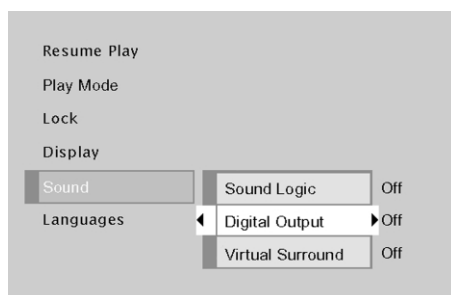 Resume Play
Play Mode
Lock
Display
Sound
Sound Logic Off
Languages
Digital Output Off
Virtual Surround Off